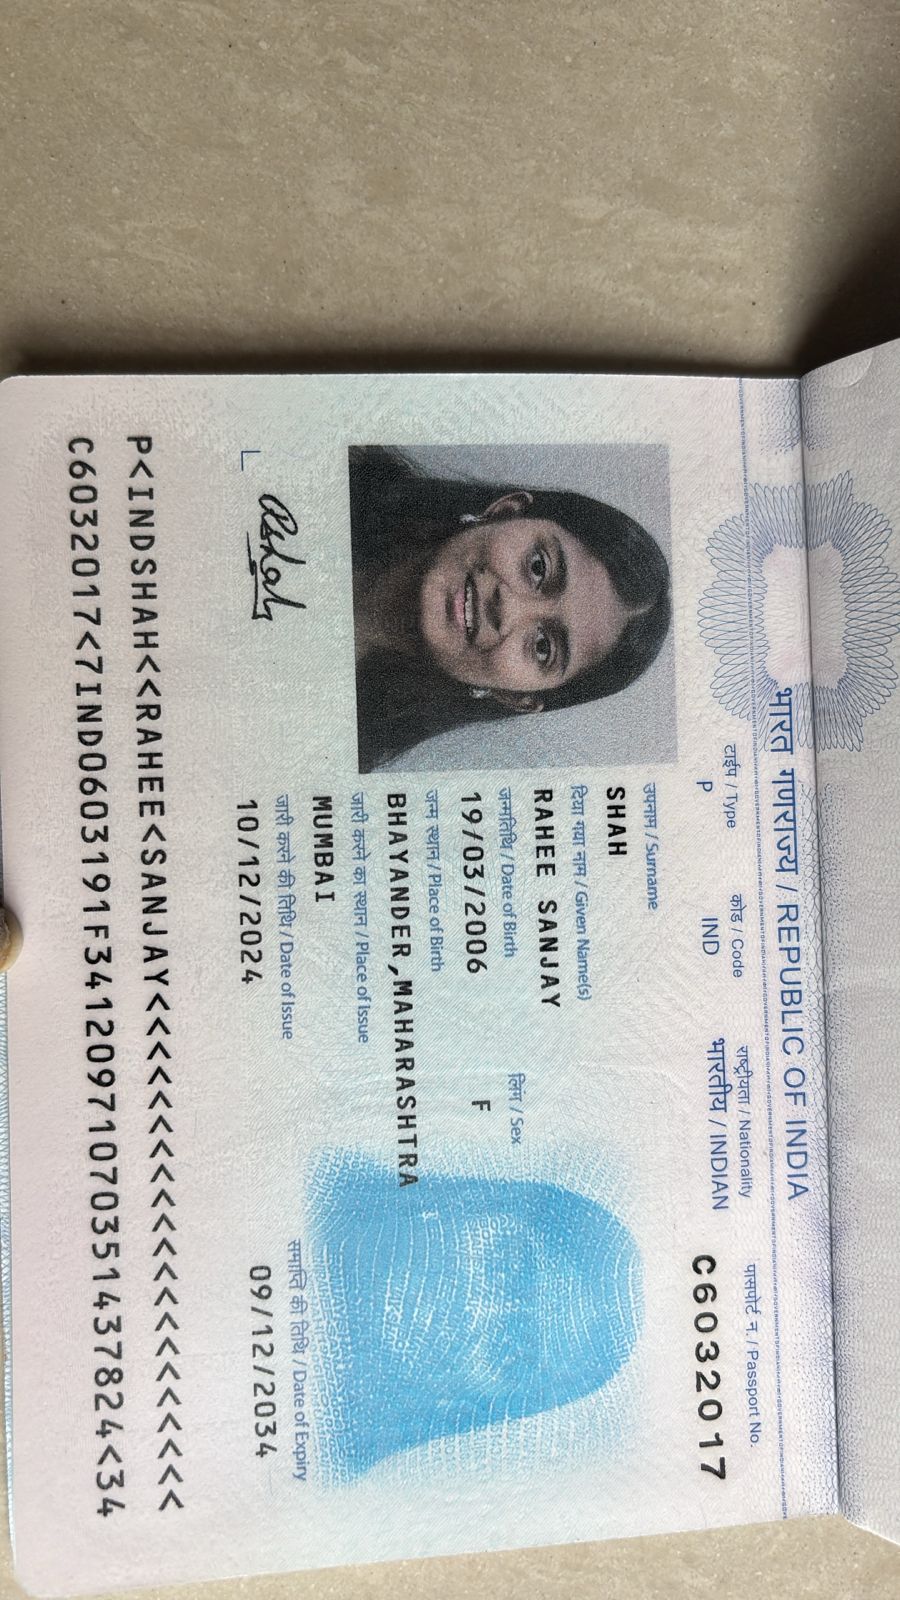 भारत गणराज्य / REPUBLIC OF INDIA
टाईप / Type
कोड / Code
राष्ट्रीयता / Nationality
पासपोर्ट न. / Passport No.
P
IND
भारतीय / INDIAN
C6032017
उपनाम / Surname
SHAH
दिया गया नाम / Given Name(s)
RAHEE SANJAY
जन्मतिथि / Date of Birth
लिंग / Sex
19/03/2006
F
जन्म स्थान / Place of Birth
BHAYANDER,MAHARASHTRA
जारी करने का स्थान / Place of Issue
MUMBAI
जारी करने की तिथि / Date of Issue
समाप्ति की तिथि / Date of Expiry
10/12/2024
09/12/2034
P<INDSHAH<<RAHEE<SANJAY<<<<<<<<<<<<<<<<<<<<<
C6032017<7IND0603191F34120971070351437824<34